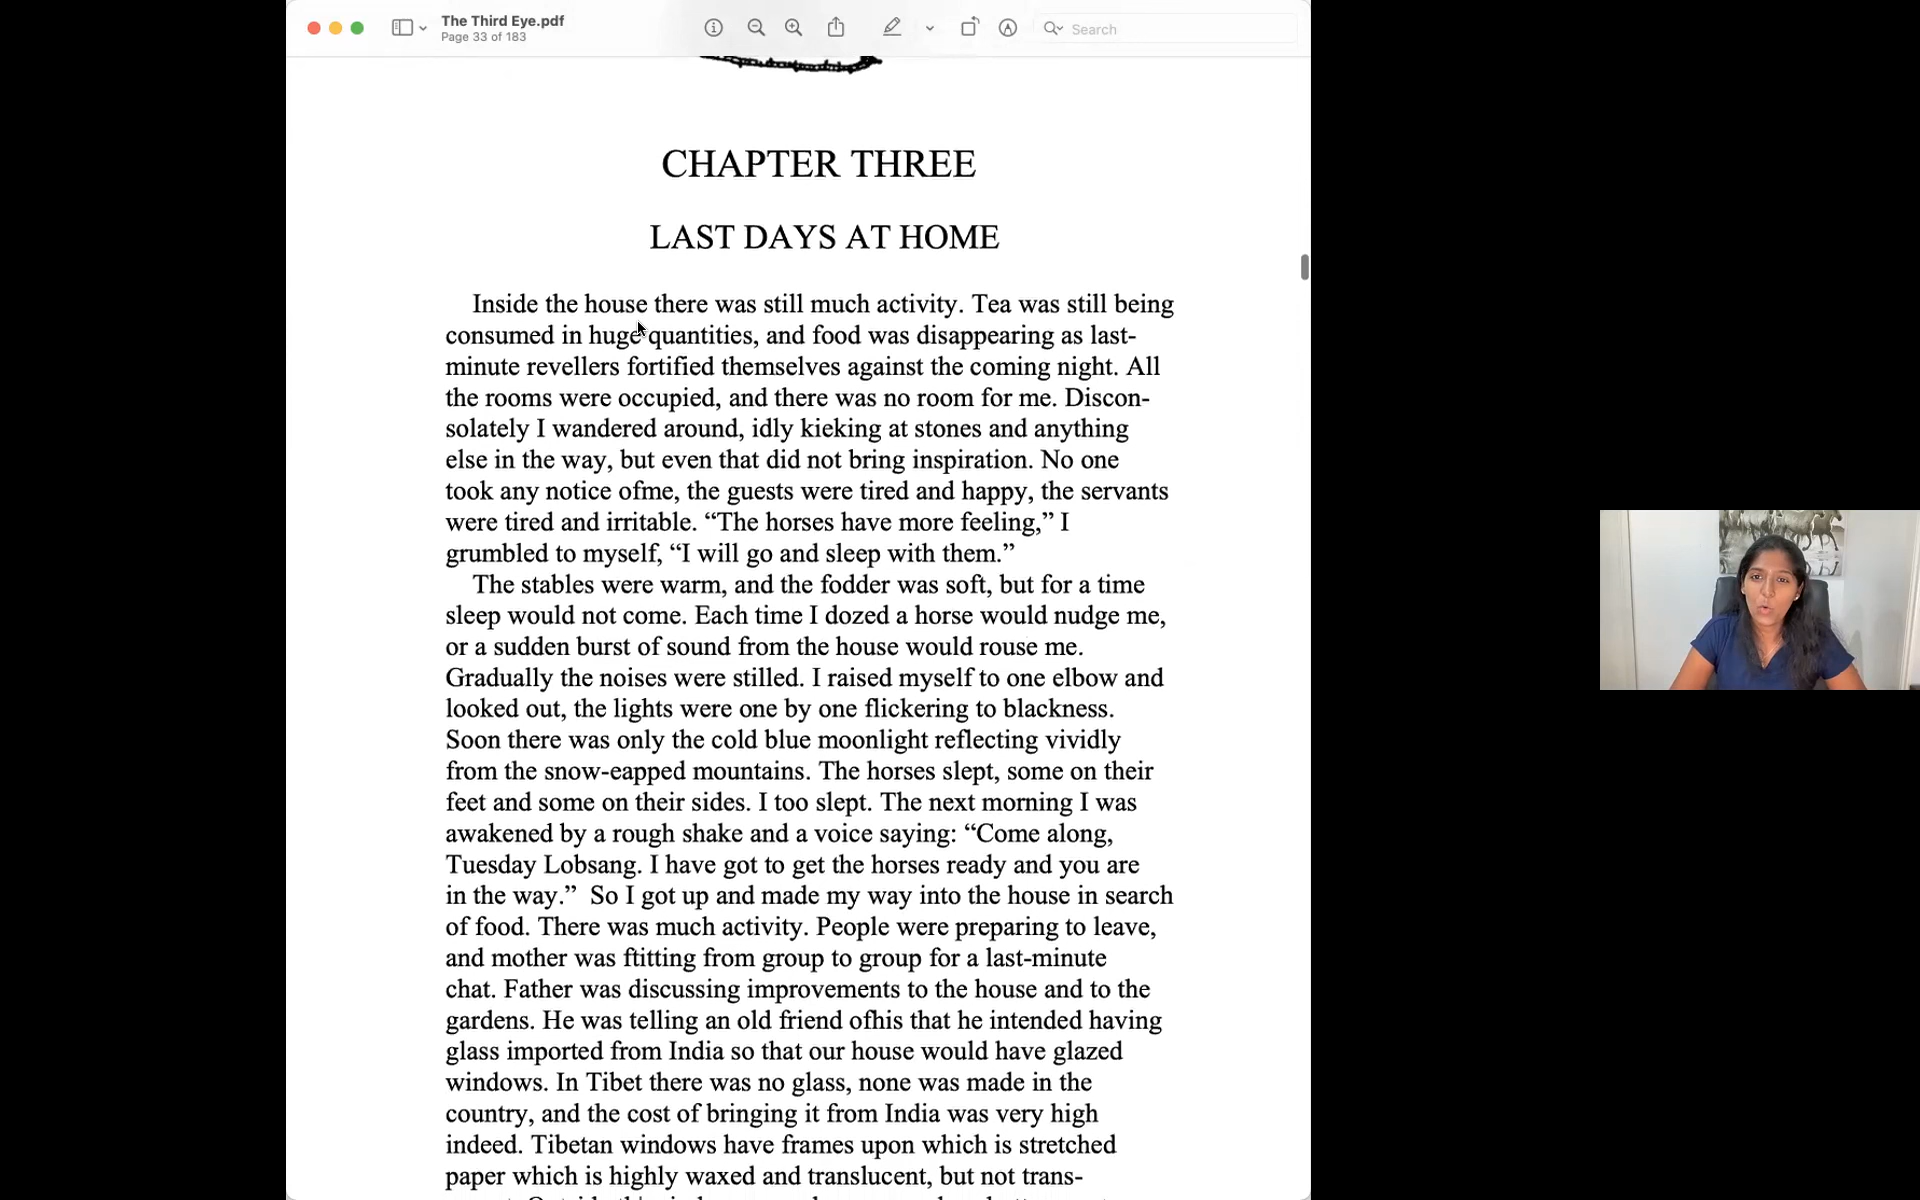 The Third Eye.pdf
Page 33 of 183
Search
CHAPTER THREE
LAST DAYS AT HOME
Inside the house there was still much activity. Tea was still being
consumed in huge quantities, and food was disappearing as last-
minute revellers fortified themselves against the coming night. All
the rooms were occupied, and there was no room for me. Discon-
solately I wandered around, idly kieking at stones and anything
else in the way, but even that did not bring inspiration. No one
took any notice ofme, the guests were tired and happy, the servants
were tired and irritable. “The horses have more feeling,” I
grumbled to myself, “I will go and sleep with them.”
The stables were warm, and the fodder was soft, but for a time
sleep would not come. Each time I dozed a horse would nudge me,
or a sudden burst of sound from the house would rouse me.
Gradually the noises were stilled. I raised myself to one elbow and
looked out, the lights were one by one flickering to blackness.
Soon there was only the cold blue moonlight reflecting vividly
from the snow-eapped mountains. The horses slept, some on their
feet and some on their sides. I too slept. The next morning I was
awakened by a rough shake and a voice saying: “Come along,
Tuesday Lobsang. I have got to get the horses ready and you are
in the way.”  So I got up and made my way into the house in search
of food. There was much activity. People were preparing to leave,
and mother was ftitting from group to group for a last-minute
chat. Father was discussing improvements to the house and to the
gardens. He was telling an old friend ofhis that he intended having
glass imported from India so that our house would have glazed
windows. In Tibet there was no glass, none was made in the
country, and the cost of bringing it from India was very high
indeed. Tibetan windows have frames upon which is stretched
paper which is highly waxed and translucent, but not trans-